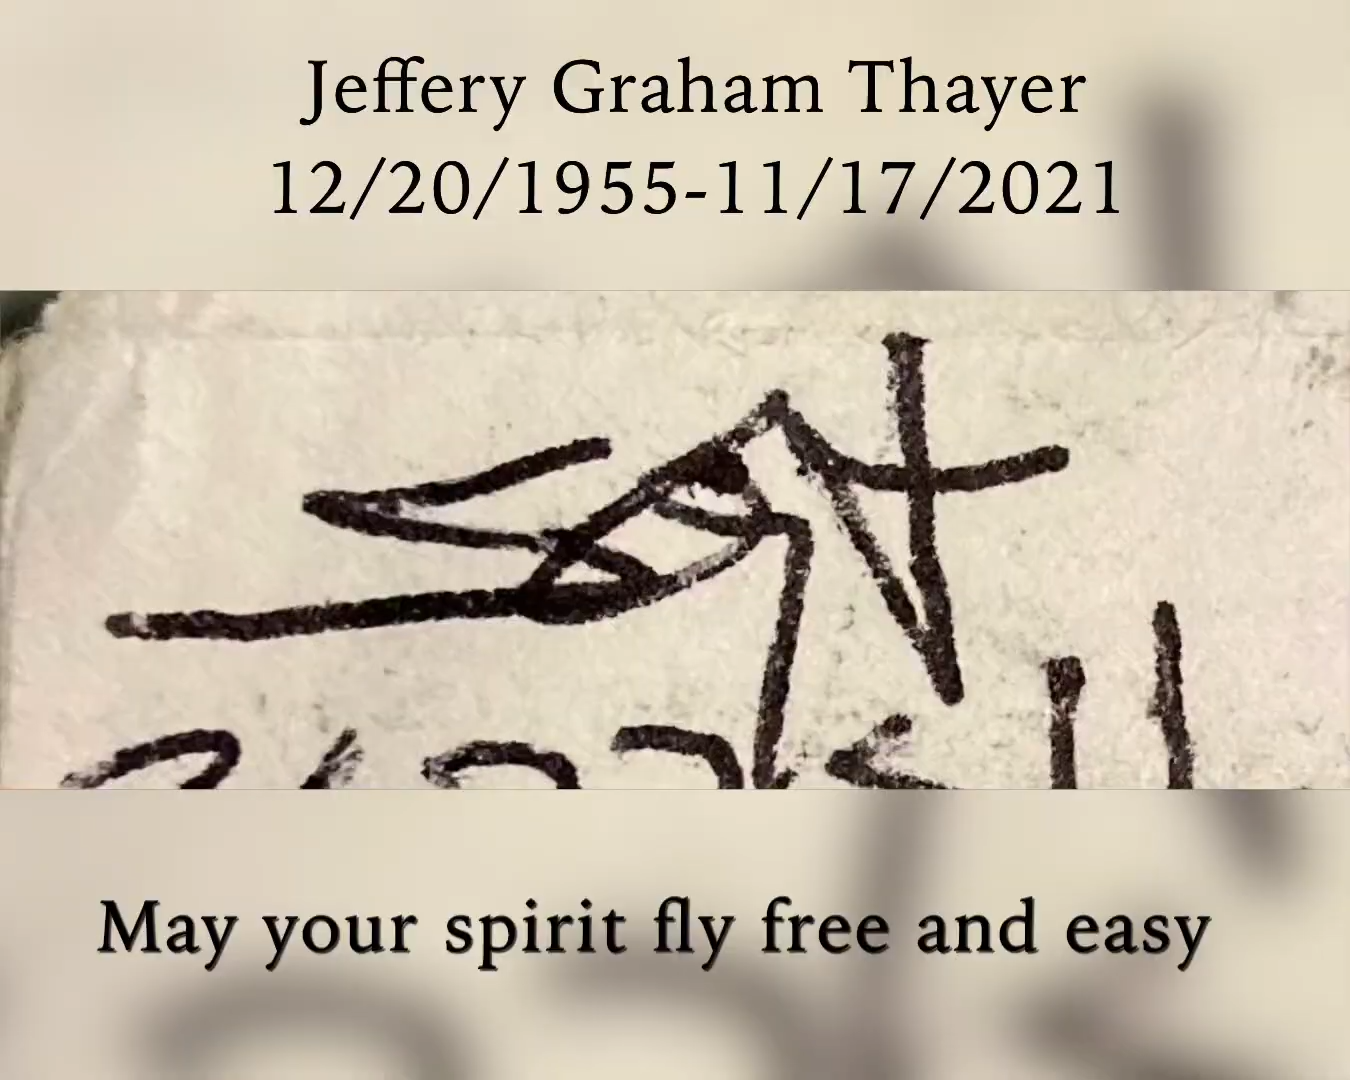 Jeffery Graham Thayer
12/20/1955-11/17/2021
May your spirit fly free and easy